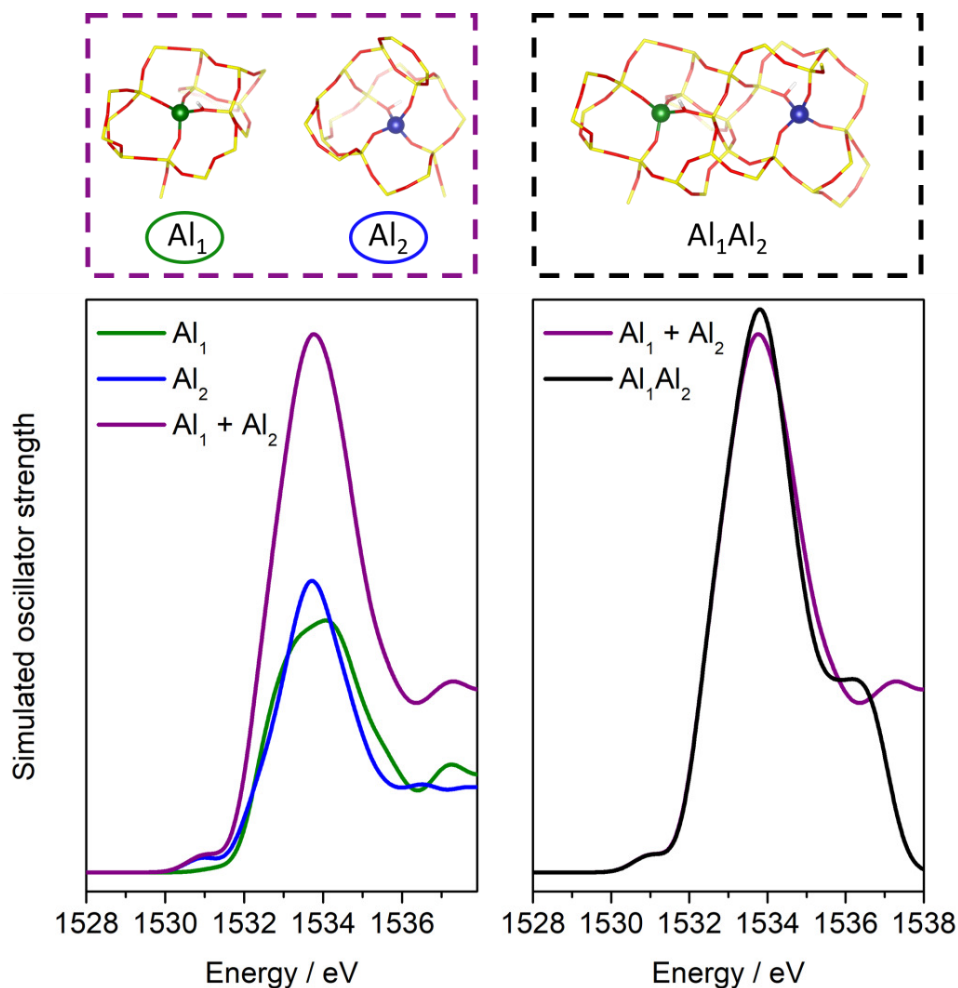 Al₁
Al₂
Al₁Al₂
Simulated oscillator strength
Al₁
Al₂
Al₁ + Al₂
1528 1530 1532 1534 1536
Energy / eV
Al₁ + Al₂
Al₁Al₂
1528 1530 1532 1534 1536 1538
Energy / eV